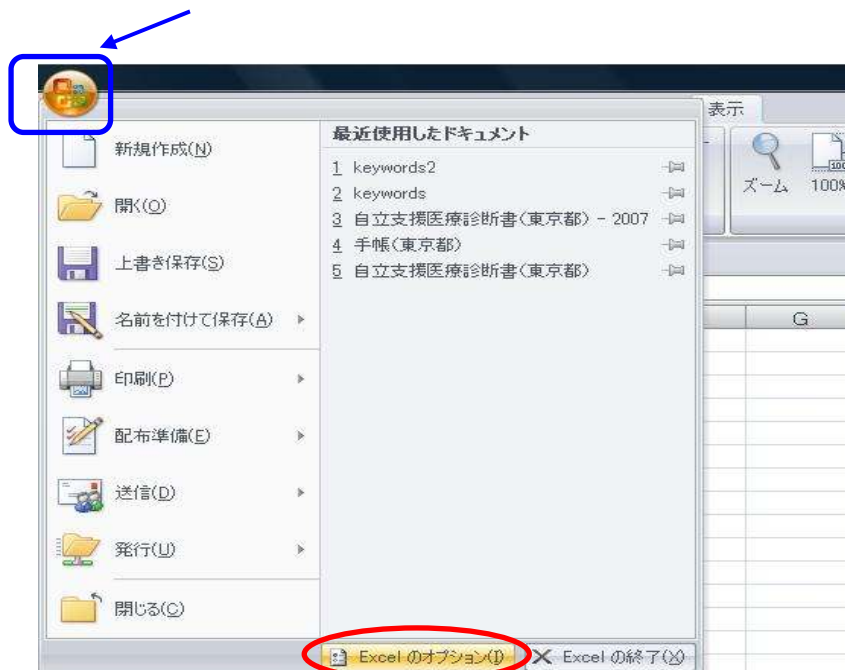 表示
ズーム
100%
G
新規作成(N)
開く(O)
上書き保存(S)
名前を付けて保存(A)
印刷(P)
配布準備(E)
送信(D)
発行(U)
閉じる(C)
最近使用したドキュメント
1 keywords2
2 keywords
3 自立支援医療診断書(東京都) - 2007
4 手帳(東京都)
5 自立支援医療診断書(東京都)
Excel のオプション(I)
Excel の終了(X)